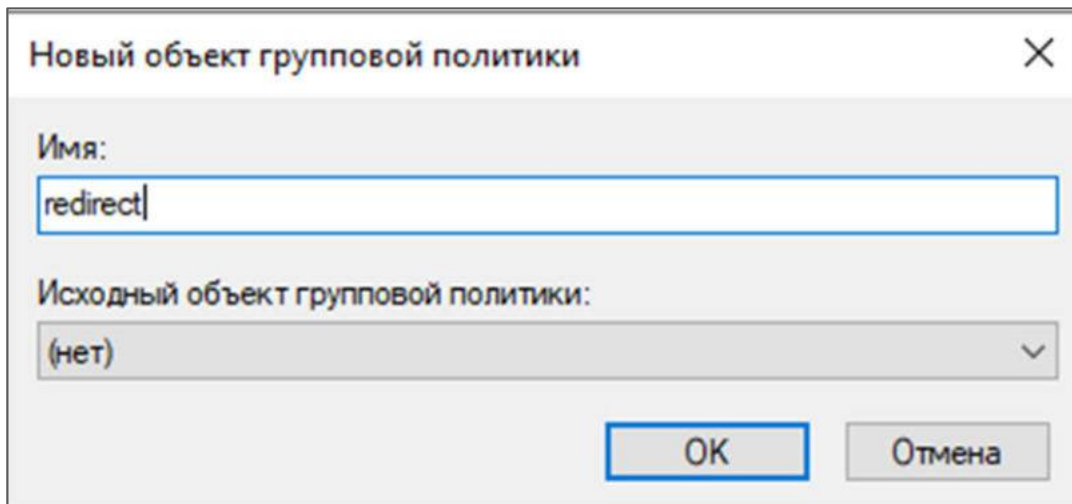 Новый объект групповой политики
Имя:
redirect
Исходный объект групповой политики:
(нет)
OK
Отмена